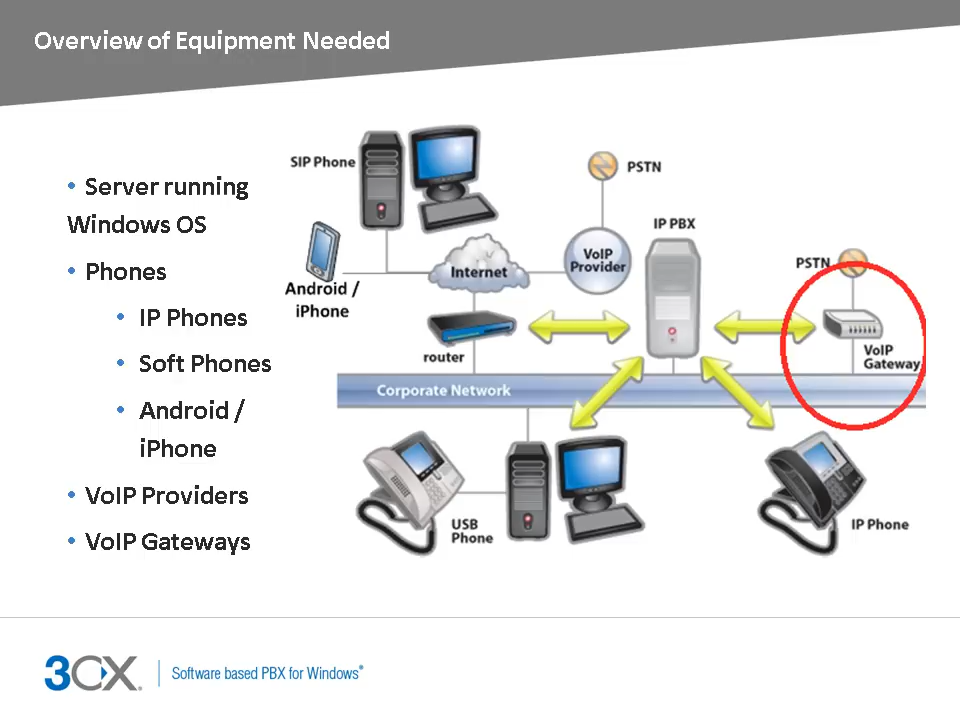 Overview of Equipment Needed
• Server running
Windows OS
• Phones
• IP Phones
• Soft Phones
• Android /
iPhone
• VoIP Providers
• VoIP Gateways
SIP Phone
PSTN
IP PBX
Internet
VoIP
Provider
PSTN
Android /
iPhone
router
VoIP
Gateway
Corporate Network
USB
Phone
IP Phone
3CX®
Software based PBX for Windows®